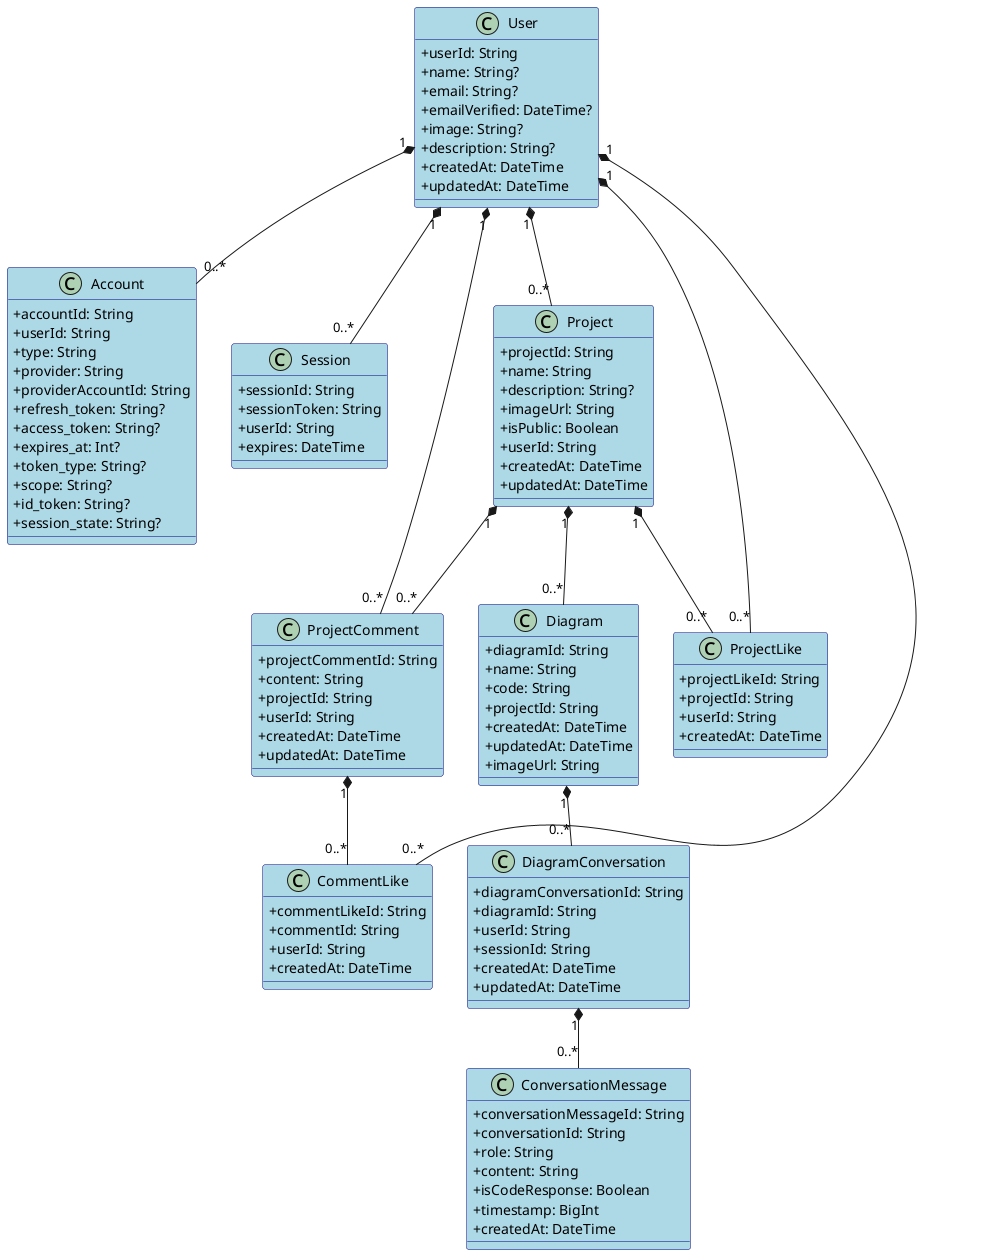 C User
+userId: String
+name: String?
+email: String?
+emailVerified: DateTime?
+image: String?
+description: String?
+createdAt: DateTime
+updatedAt: DateTime
1
1
1
1
1
1
0..*
C Account
+accountId: String
+userId: String
+type: String
+provider: String
+providerAccountId: String
+refresh_token: String?
+access_token: String?
+expires_at: Int?
+token_type: String?
+scope: String?
+id_token: String?
+session_state: String?
0..*
C Session
+sessionId: String
+sessionToken: String
+userId: String
+expires: DateTime
0..*
C Project
+projectId: String
+name: String
+description: String?
+imageUrl: String
+isPublic: Boolean
+userId: String
+createdAt: DateTime
+updatedAt: DateTime
1
1
1
0..*
0..*
C ProjectComment
+projectCommentId: String
+content: String
+projectId: String
+userId: String
+createdAt: DateTime
+updatedAt: DateTime
1
0..*
C Diagram
+diagramId: String
+name: String
+code: String
+projectId: String
+createdAt: DateTime
+updatedAt: DateTime
+imageUrl: String
1
0..*
0..*
C ProjectLike
+projectLikeId: String
+projectId: String
+userId: String
+createdAt: DateTime
0..*
0..*
C CommentLike
+commentLikeId: String
+commentId: String
+userId: String
+createdAt: DateTime
0..*
C DiagramConversation
+diagramConversationId: String
+diagramId: String
+userId: String
+sessionId: String
+createdAt: DateTime
+updatedAt: DateTime
1
0..*
C ConversationMessage
+conversationMessageId: String
+conversationId: String
+role: String
+content: String
+isCodeResponse: Boolean
+timestamp: BigInt
+createdAt: DateTime